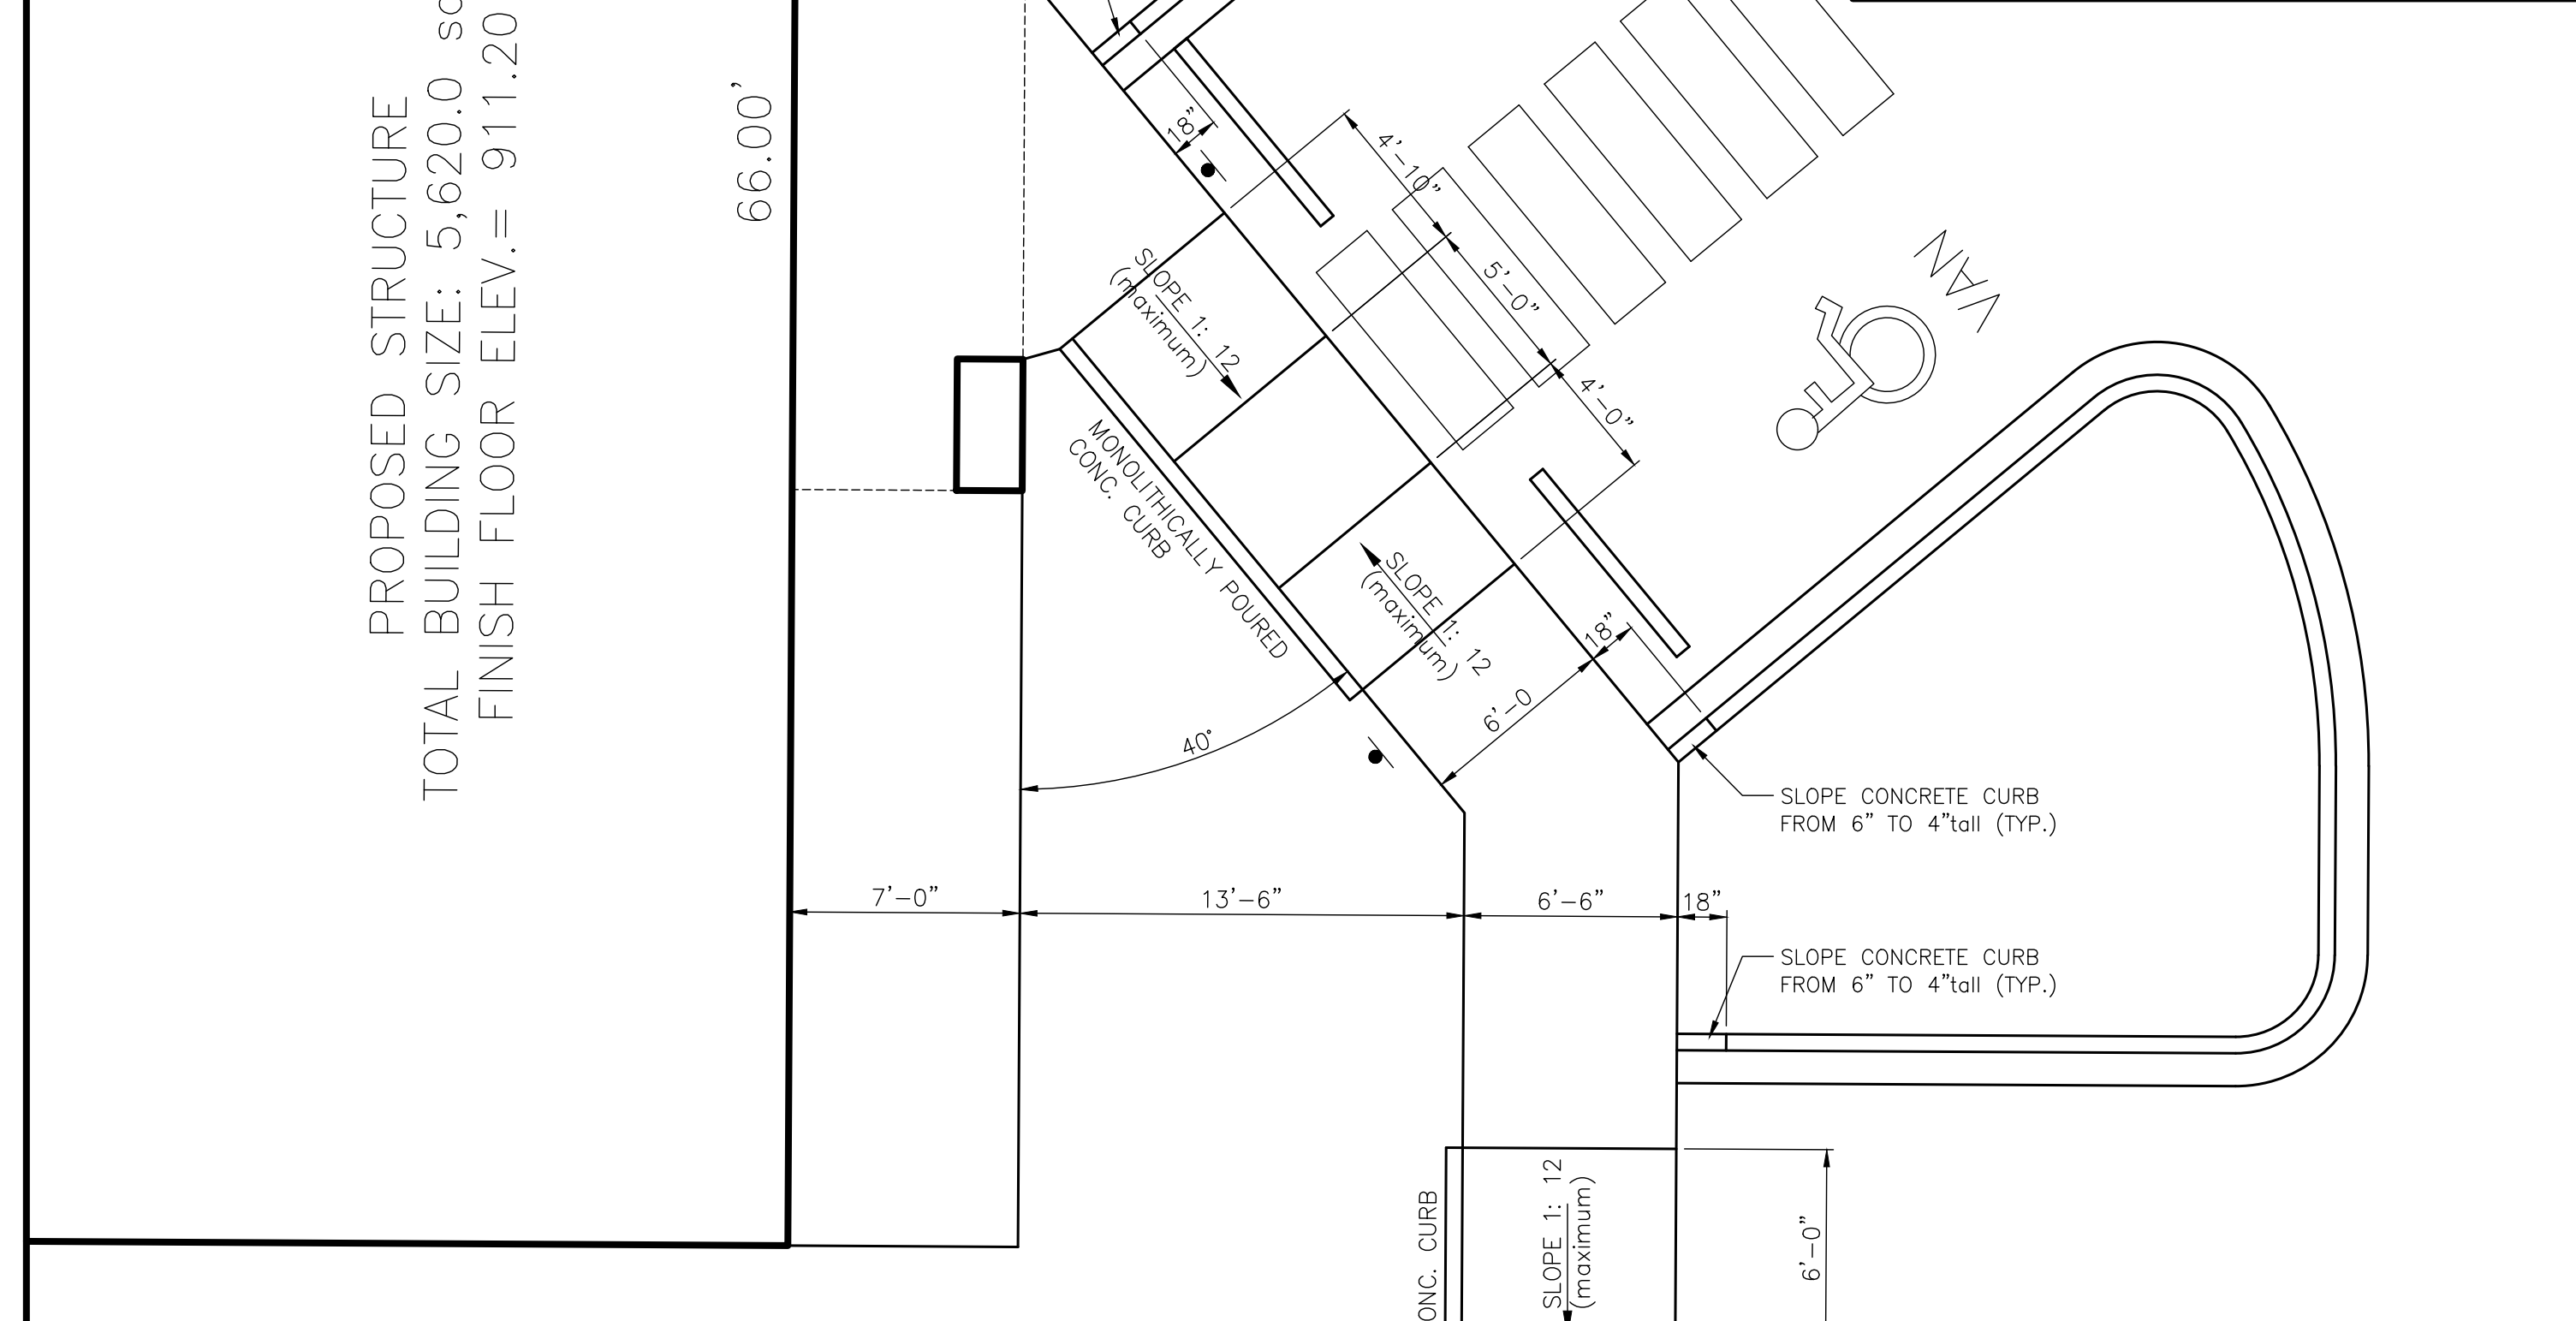 PROPOSED STRUCTURE
TOTAL BUILDING SIZE: 5,620.0
FINISH FLOOR ELEV.= 911.20
66.00'
18"
4'-10"
5'-0"
4'-0"
SLOPE 1: 12
(maximum)
VAN
MONOLITHICALLY POURED
CONC. CURB
SLOPE 1: 12
(maximum)
18"
6'-0
40°
SLOPE CONCRETE CURB
FROM 6" TO 4"tall (TYP.)
7'-0"
13'-6"
6'-6"
18"
SLOPE CONCRETE CURB
FROM 6" TO 4"tall (TYP.)
ONC. CURB
SLOPE 1: 12
(maximum)
6'-0"